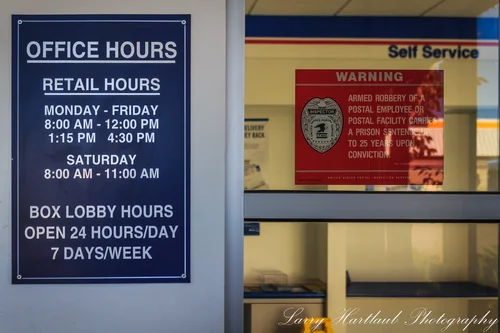 OFFICE HOURS
RETAIL HOURS
MONDAY - FRIDAY
8:00 AM - 12:00 PM
1:15 PM 4:30 PM
SATURDAY
8:00 AM - 11:00 AM
BOX LOBBY HOURS
OPEN 24 HOURS/DAY
7 DAYS/WEEK
Self Service
WARNING
ARMED ROBBERY OF A
POSTAL EMPLOYEE OR
POSTAL FACILITY CARRIES
A PRISON SENTENCE UP
TO 25 YEARS UPON
CONVICTION.
INSPECTOR
DELIVERY
Larry Hartlaub Photography